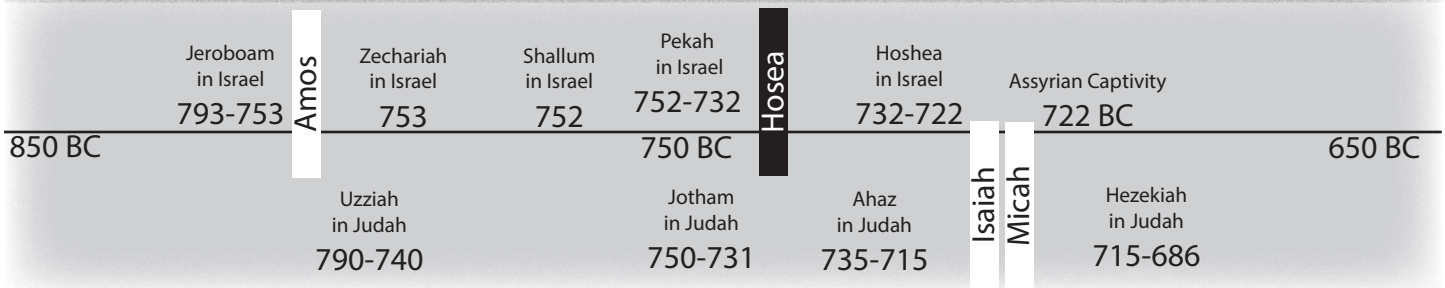 Jeroboam
in Israel
793-753
Amos
Zechariah
in Israel
753
Shallum
in Israel
752
Pekah
in Israel
752-732
Hosea
Hoshea
in Israel
732-722
Assyrian Captivity
722 BC
850 BC
750 BC
650 BC
Uzziah
in Judah
790-740
Jotham
in Judah
750-731
Ahaz
in Judah
735-715
Isaiah
Micah
Hezekiah
in Judah
715-686